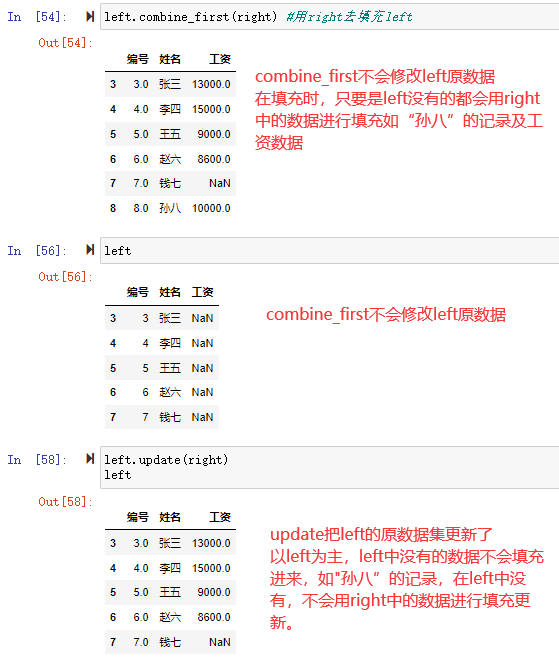 In [54]: left.combine_first(right) #用right去填充left
Out[54]:
编号 姓名 工资
3 3.0 张三 13000.0
4 4.0 李四 15000.0
5 5.0 王五 9000.0
6 6.0 赵六 8600.0
7 7.0 钱七 NaN
8 8.0 孙八 10000.0
combine_first不会修改left原数据
在填充时，只要是left没有的都会用right
中的数据进行填充如“孙八”的记录及工
资数据
In [56]: left
Out[56]:
编号 姓名 工资
3 3 张三 NaN
4 4 李四 NaN
5 5 王五 NaN
6 6 赵六 NaN
7 7 钱七 NaN
combine_first不会修改left原数据
In [58]: left.update(right)
left
Out[58]:
编号 姓名 工资
3 3.0 张三 13000.0
4 4.0 李四 15000.0
5 5.0 王五 9000.0
6 6.0 赵六 8600.0
7 7.0 钱七 NaN
update把left的原数据集更新了
以left为主，left中没有的数据不会填充
进来，如"孙八”的记录，在left中没
有，不会用right中的数据进行填充更
新。